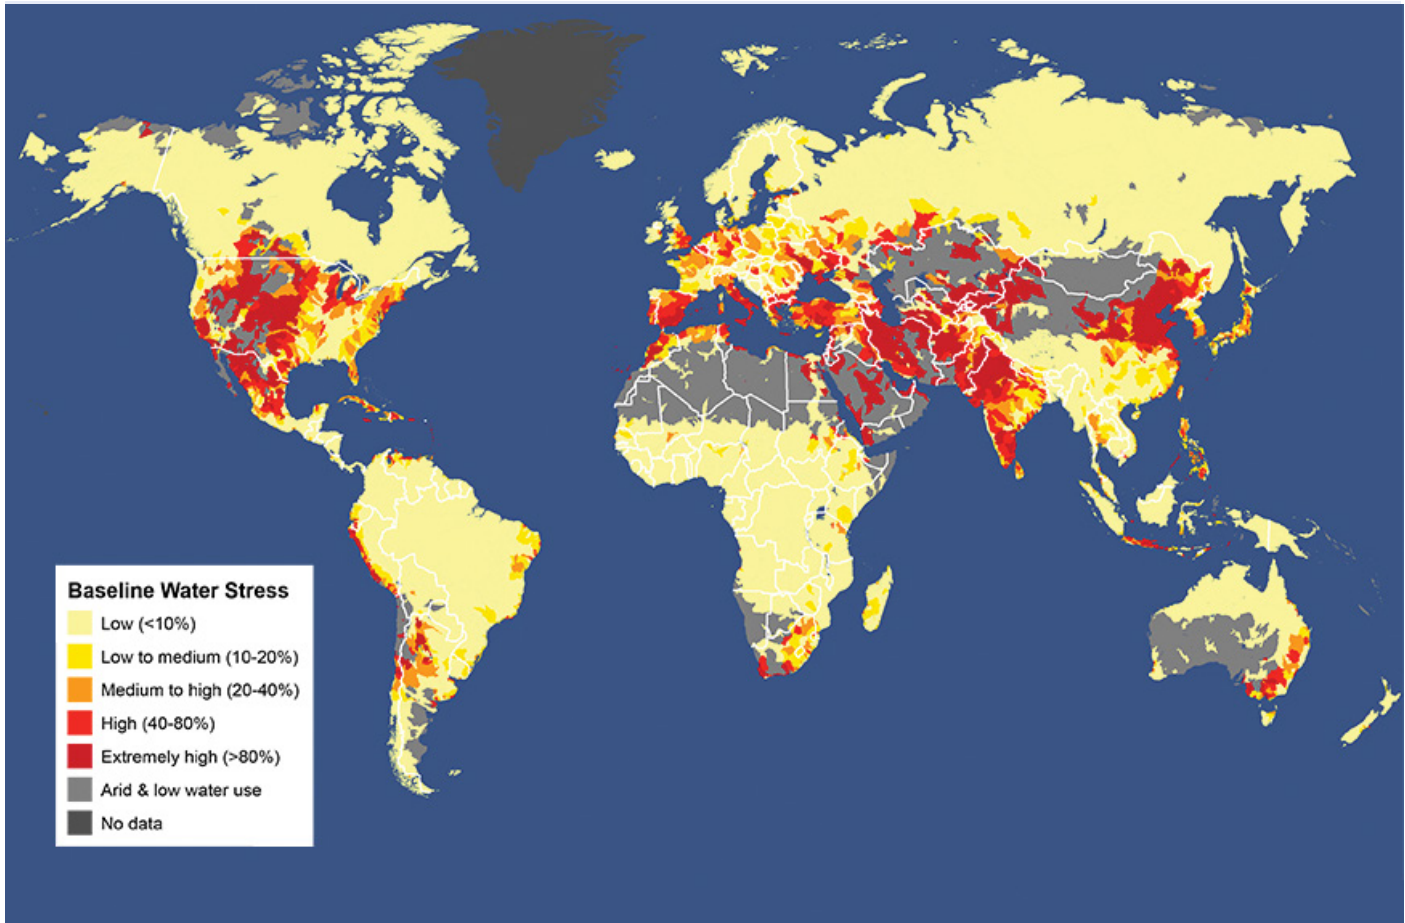 Baseline Water Stress
Low (<10%)
Low to medium (10-20%)
Medium to high (20-40%)
High (40-80%)
Extremely high (>80%)
Arid & low water use
No data